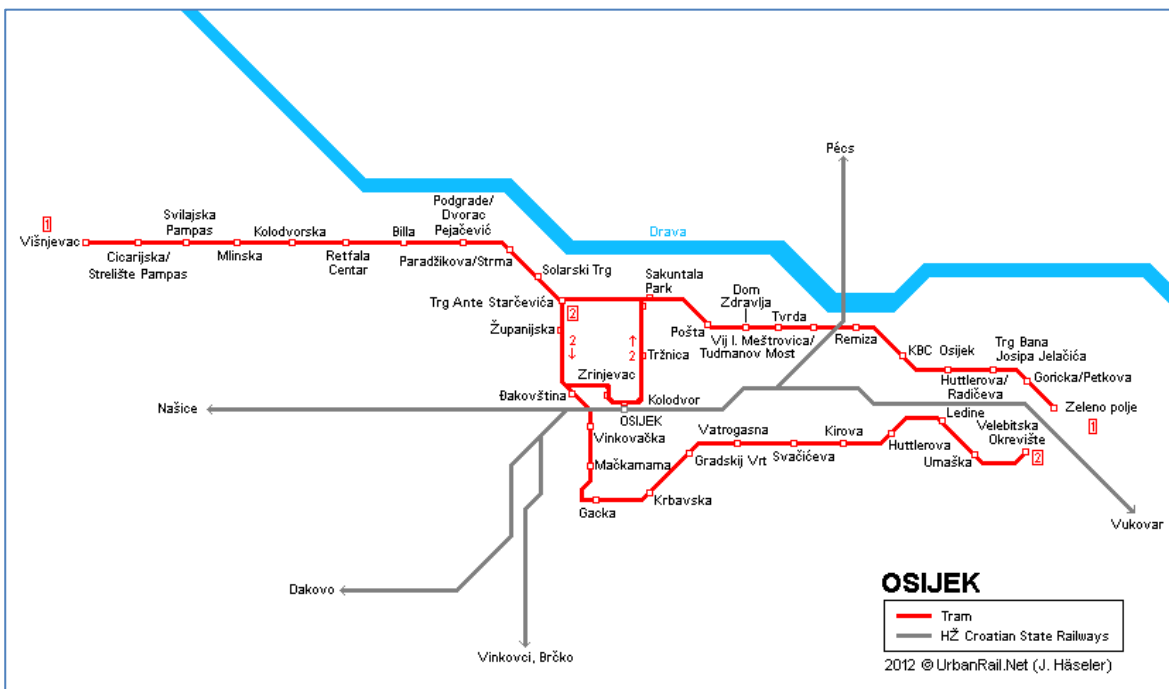 Pécs
Podgrade/
Dvorac
Pejačević
1
Svilajska
Pampas
Višnjevac
Kolodvorska
Billa
Drava
Cicarijska/
Strelište Pampas
Mlinska
Retfala
Centar
Paradžikova/Strma
Solarski Trg
Sakuntala
Park
Dom
Zdravlja
Trg Ante Starčevića
2
Tvrda
Županijska
Pošta
Vij I. Meštrovica/
Tudmanov Most
Remiza
2
2
Tržnica
KBC Osijek
Trg Bana
Josipa Jelačića
Zrinjevac
Huttlerova/
Radičeva
Goricka/Petkova
Đakovština
Kolodvor
Našice
OSIJEK
Zeleno polje
1
Vinkovačka
Vatrogasna
Kirova
Ledine
Velebitska
Okrevište
Mačkamama
Gradskij Vrt
Svačićeva
Huttlerova
Umaška
2
Gacka
Krbavska
Vukovar
Dakovo
Vinkovci, Brčko
OSIJEK
Tram
HŽ Croatian State Railways
2012 © UrbanRail.Net (J. Häseler)